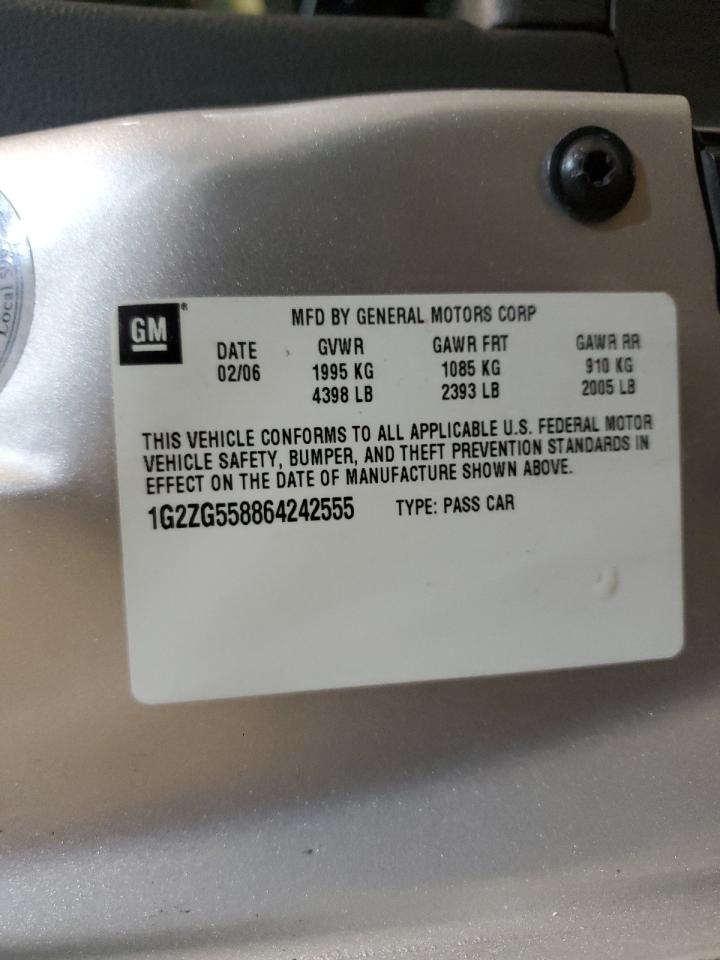 Local
GM®
MFD BY GENERAL MOTORS CORP
DATE GVWR GAWR FRT GAWR RR
02/06 1995 KG 1085 KG 910 KG
4398 LB 2393 LB 2005 LB
THIS VEHICLE CONFORMS TO ALL APPLICABLE U.S. FEDERAL MOTOR
VEHICLE SAFETY, BUMPER, AND THEFT PREVENTION STANDARDS IN
EFFECT ON THE DATE OF MANUFACTURE SHOWN ABOVE.
1G2ZG558864242555 TYPE: PASS CAR